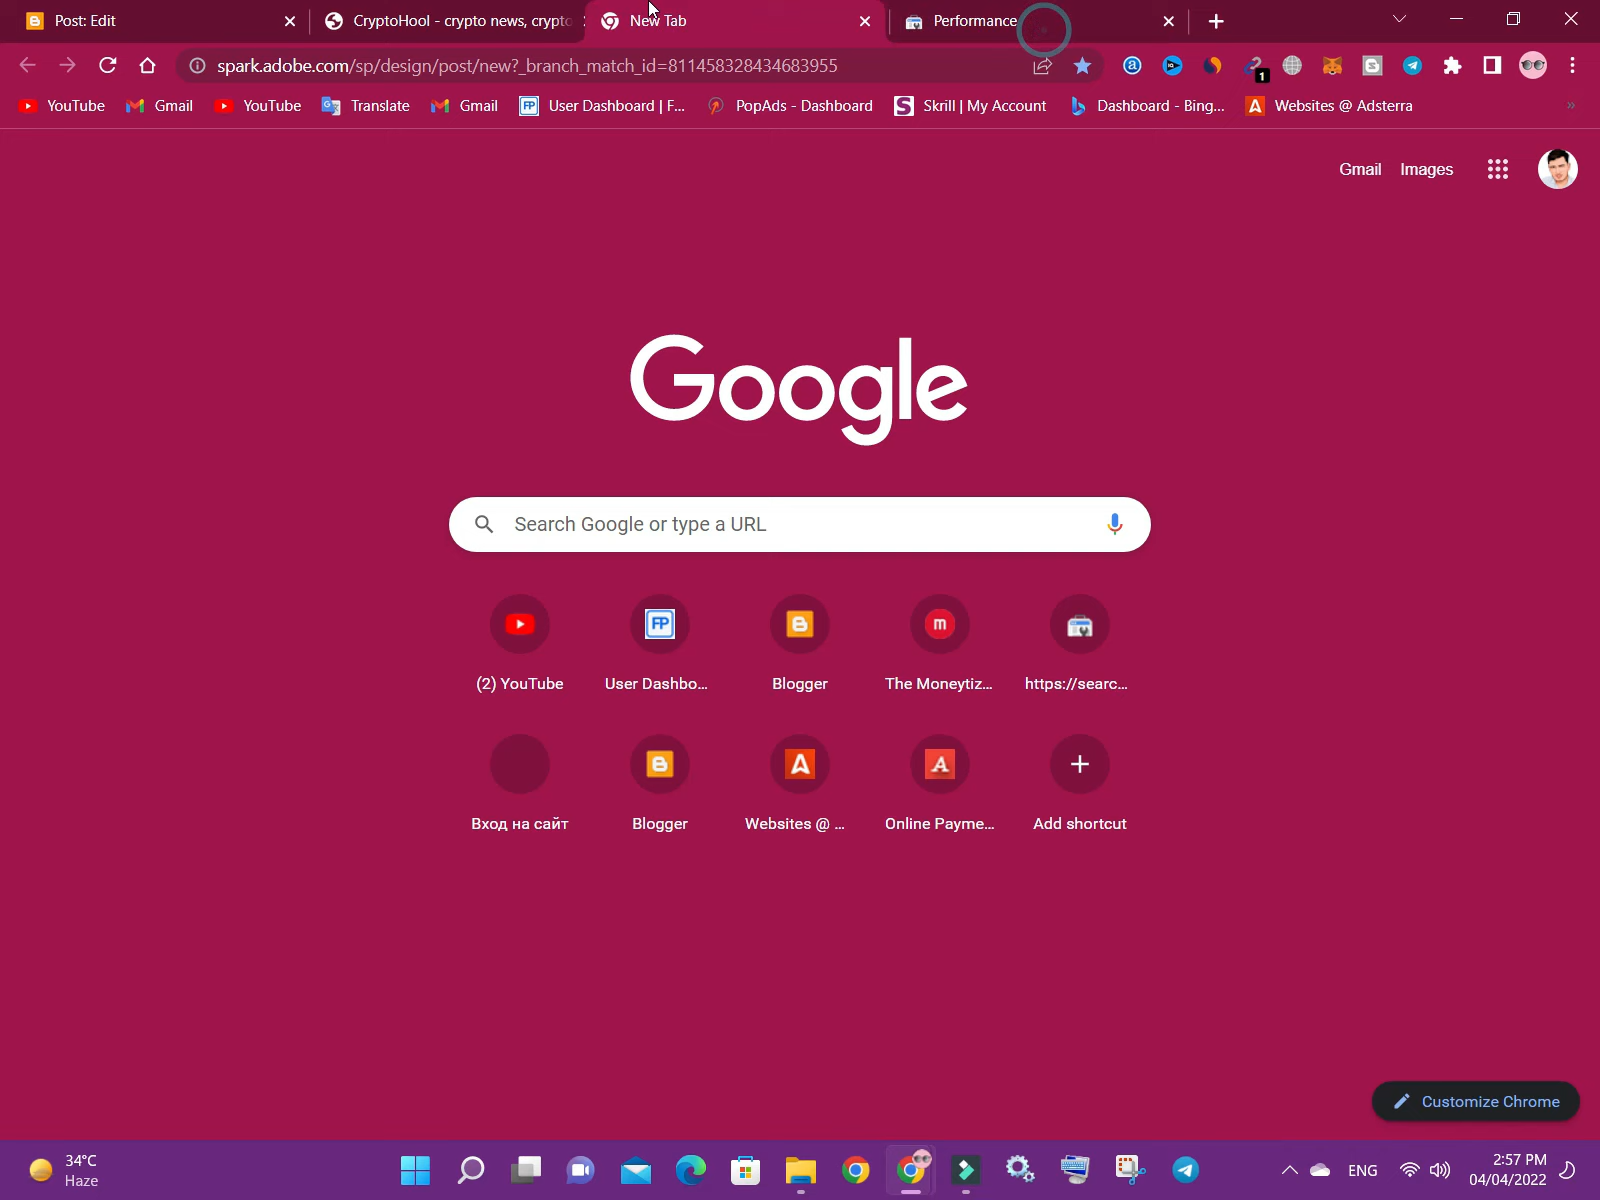 Post: Edit
CryptoHool - crypto news, crypto
New Tab
Performance
spark.adobe.com/sp/design/post/new?_branch_match_id=811458328434683955
1
YouTube
Gmail
YouTube
Translate
Gmail
FP
User Dashboard | F...
PopAds - Dashboard
S
Skrill | My Account
Dashboard - Bing...
A
Websites @ Adsterra
»
Gmail
Images
Google
Search Google or type a URL
FP
m
(2) YouTube
User Dashbo...
Blogger
The Moneytiz...
https://searc...
A
A
Вход на сайт
Blogger
Websites @ ...
Online Payme...
Add shortcut
Customize Chrome
34°C
Haze
ENG
2:57 PM
04/04/2022